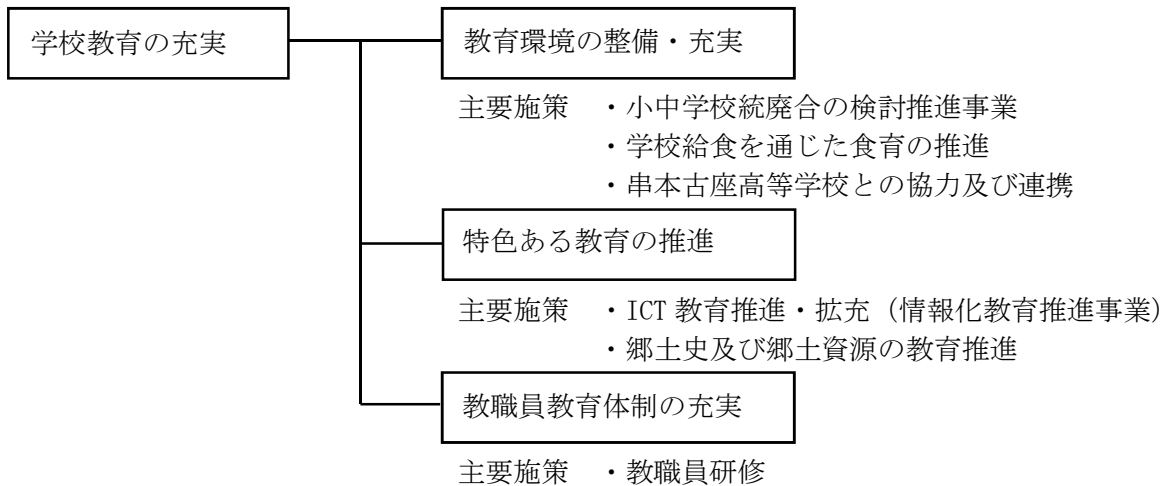 学校教育の充実
教育環境の整備・充実
主要施策 ・小中学校統廃合の検討推進事業
・学校給食を通じた食育の推進
・串本古座高等学校との協力及び連携
特色ある教育の推進
主要施策 ・ICT 教育推進・拡充（情報化教育推進事業）
・郷土史及び郷土資源の教育推進
教職員教育体制の充実
主要施策 ・教職員研修